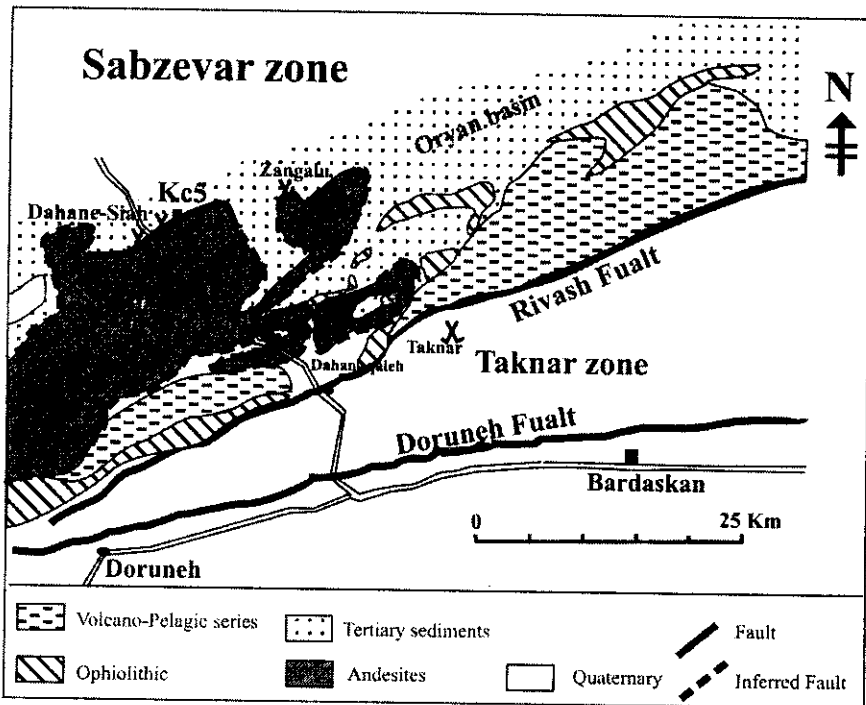 Sabzevar zone
N
Oryan basin
Zangalu
Kc5
Dahane-Siah
Rivash Fualt
Taknar
Taknar zone
Doruneh Fualt
Bardaskan
0 25 Km
Doruneh
Volcano-Pelagic series
Tertiary sediments
Fault
Ophiolithic
Andesites
Quaternary
Inferred Fault